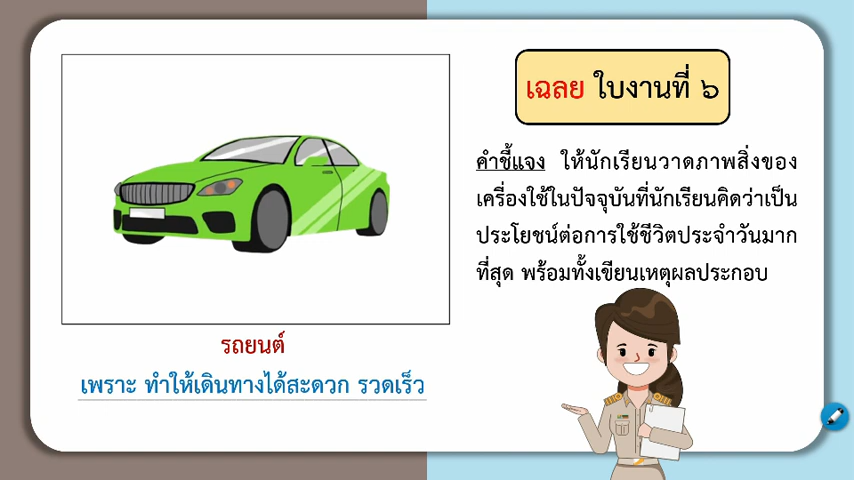 เฉลย ใบงานที่ ๖
คำชี้แจง ให้นักเรียนวาดภาพสิ่งของ
เครื่องใช้ในปัจจุบันที่นักเรียนคิดว่าเป็น
ประโยชน์ต่อการใช้ชีวิตประจำวันมาก
ที่สุด พร้อมทั้งเขียนเหตุผลประกอบ
รถยนต์
เพราะ ทำให้เดินทางได้สะดวก รวดเร็ว